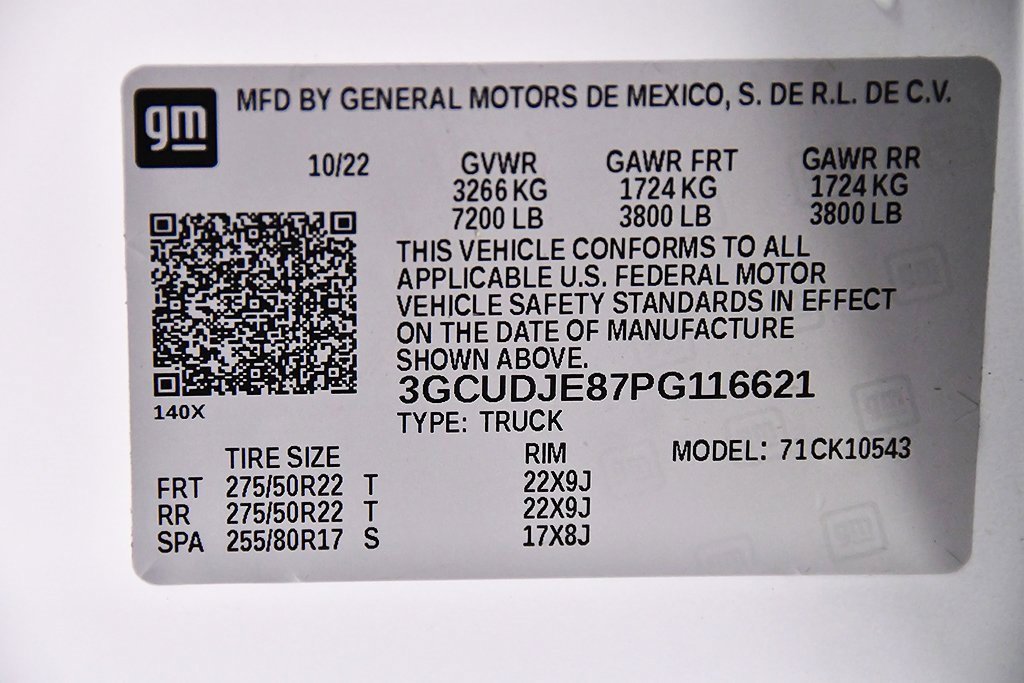 gm
MFD BY GENERAL MOTORS DE MEXICO, S. DE R.L. DE C.V.
10/22 GVWR GAWR FRT GAWR RR
3266 KG 1724 KG 1724 KG
7200 LB 3800 LB 3800 LB
THIS VEHICLE CONFORMS TO ALL
APPLICABLE U.S. FEDERAL MOTOR
VEHICLE SAFETY STANDARDS IN EFFECT
ON THE DATE OF MANUFACTURE
SHOWN ABOVE.
3GCUDJE87PG116621
140X
TYPE: TRUCK
TIRE SIZE RIM MODEL: 71CK10543
FRT 275/50R22 T 22X9J
RR 275/50R22 T 22X9J
SPA 255/80R17 S 17X8J